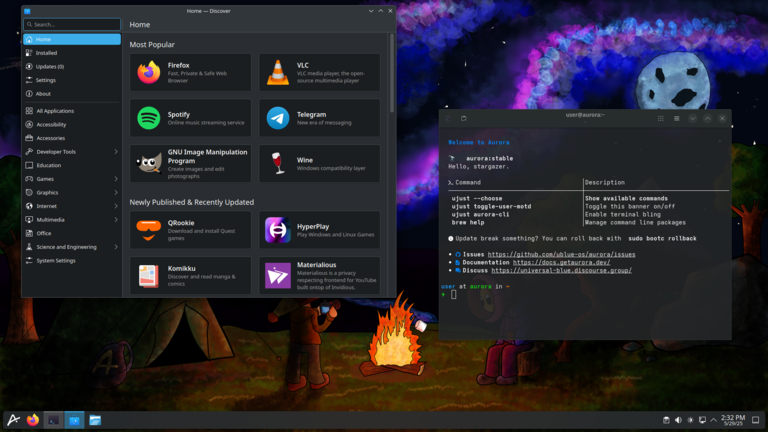 Home — Discover
Search...
Home
Installed
Updates (0)
Settings
About
All Applications
Accessibility
Accessories
Developer Tools
Education
Games
Graphics
Internet
Multimedia
Office
Science and Engineering
System Settings
Home
Most Popular
Firefox
Fast, Private & Safe Web
Browser
VLC
VLC media player, the open-
source multimedia player
Spotify
Online music streaming service
Telegram
New era of messaging
GNU Image Manipulation
Program
Create images and edit
photographs
Wine
Windows compatibility layer
Newly Published & Recently Updated
QRookie
Download and install Quest
games
HyperPlay
Play Windows and Linux Games
Komikku
Discover and read manga &
comics
Materialious
Materialious is a privacy
respecting frontend for YouTube
built ontop of Invidious.
user@aurora:~
Welcome to Aurora
aurora:stable
Hello, stargazer.
Command | Description
ujust --choose | Show available commands
ujust toggle-user-motd | Toggle this banner on/off
ujust aurora-cli | Enable terminal bling
brew help | Manage command line packages
Update break something? You can roll back with sudo bootc rollback
• Issues https://github.com/ublue-os/aurora/issues
• Documentation https://docs.getaurora.dev/
• Discuss https://universal-blue.discourse.group/
user at aurora in ~
2:32 PM
5/29/25